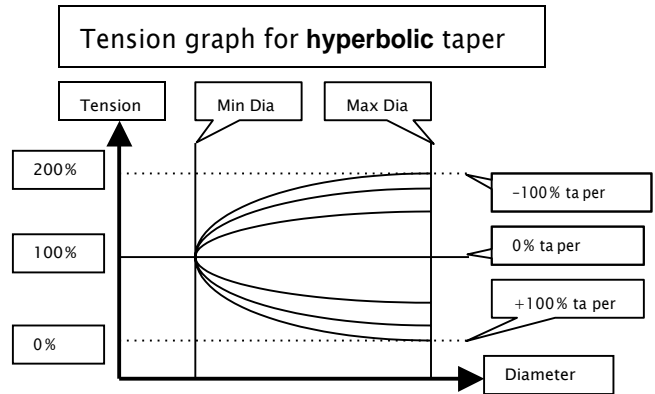 Tension graph for hyperbolic taper
Tension
Min Dia
Max Dia
200%
-100% ta per
100%
0% ta per
+100% ta per
0%
Diameter